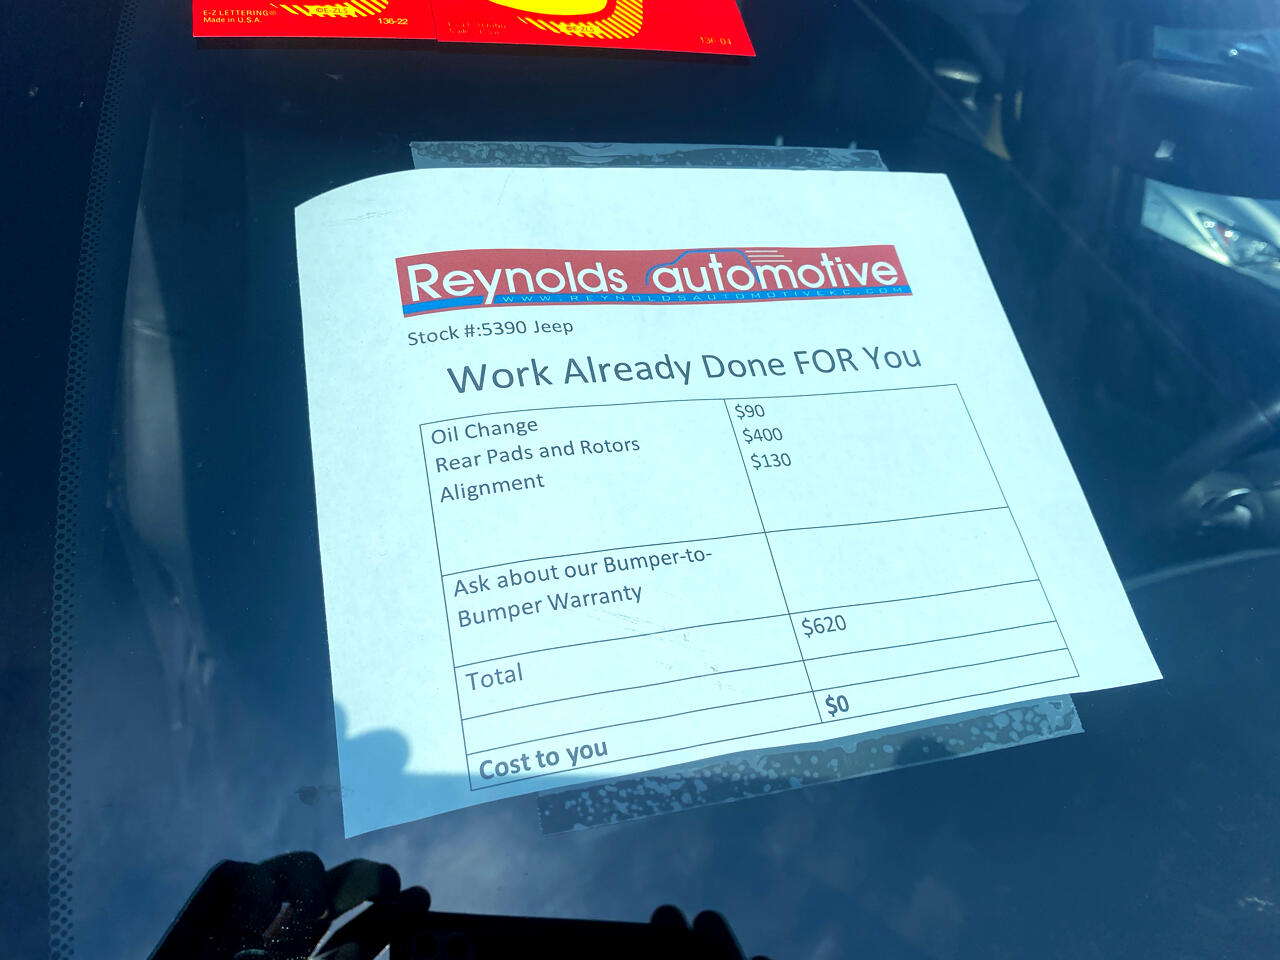 E-Z LETTERING®
Made in U.S.A.
©E-ZLS
136-22
©E-ZLS
136-04
Reynolds automotive
WWW.REYNOLDSAUTOMOTIVEKC.COM
Stock #:5390 Jeep
Work Already Done FOR You
Oil Change $90
Rear Pads and Rotors $400
Alignment $130
Ask about our Bumper-to-
Bumper Warranty
Total $620
Cost to you $0